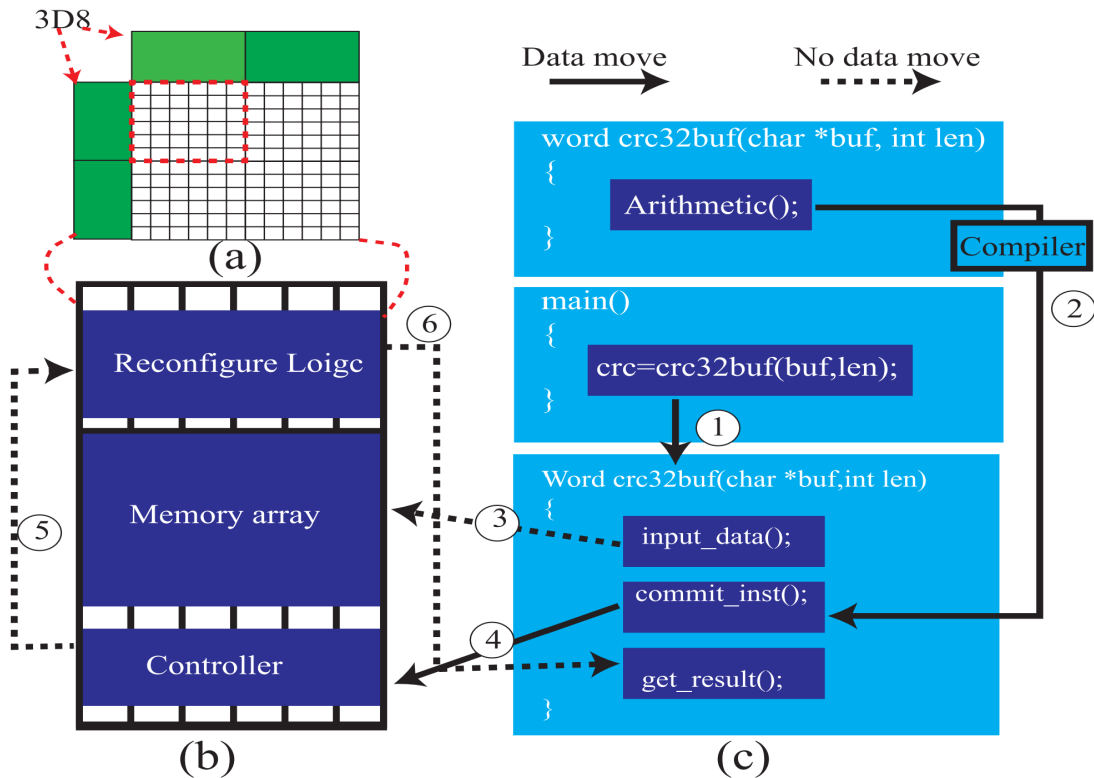 3D8
(a)
Data move
No data move
word crc32buf(char *buf, int len)
{
Arithmetic();
}
Compiler
2
main()
{
crc=crc32buf(buf,len);
}
1
Word crc32buf(char *buf,int len)
{
input_data();
commit_inst();
get_result();
}
3
4
5
6
Reconfigure Loigc
Memory array
Controller
(b)
(c)